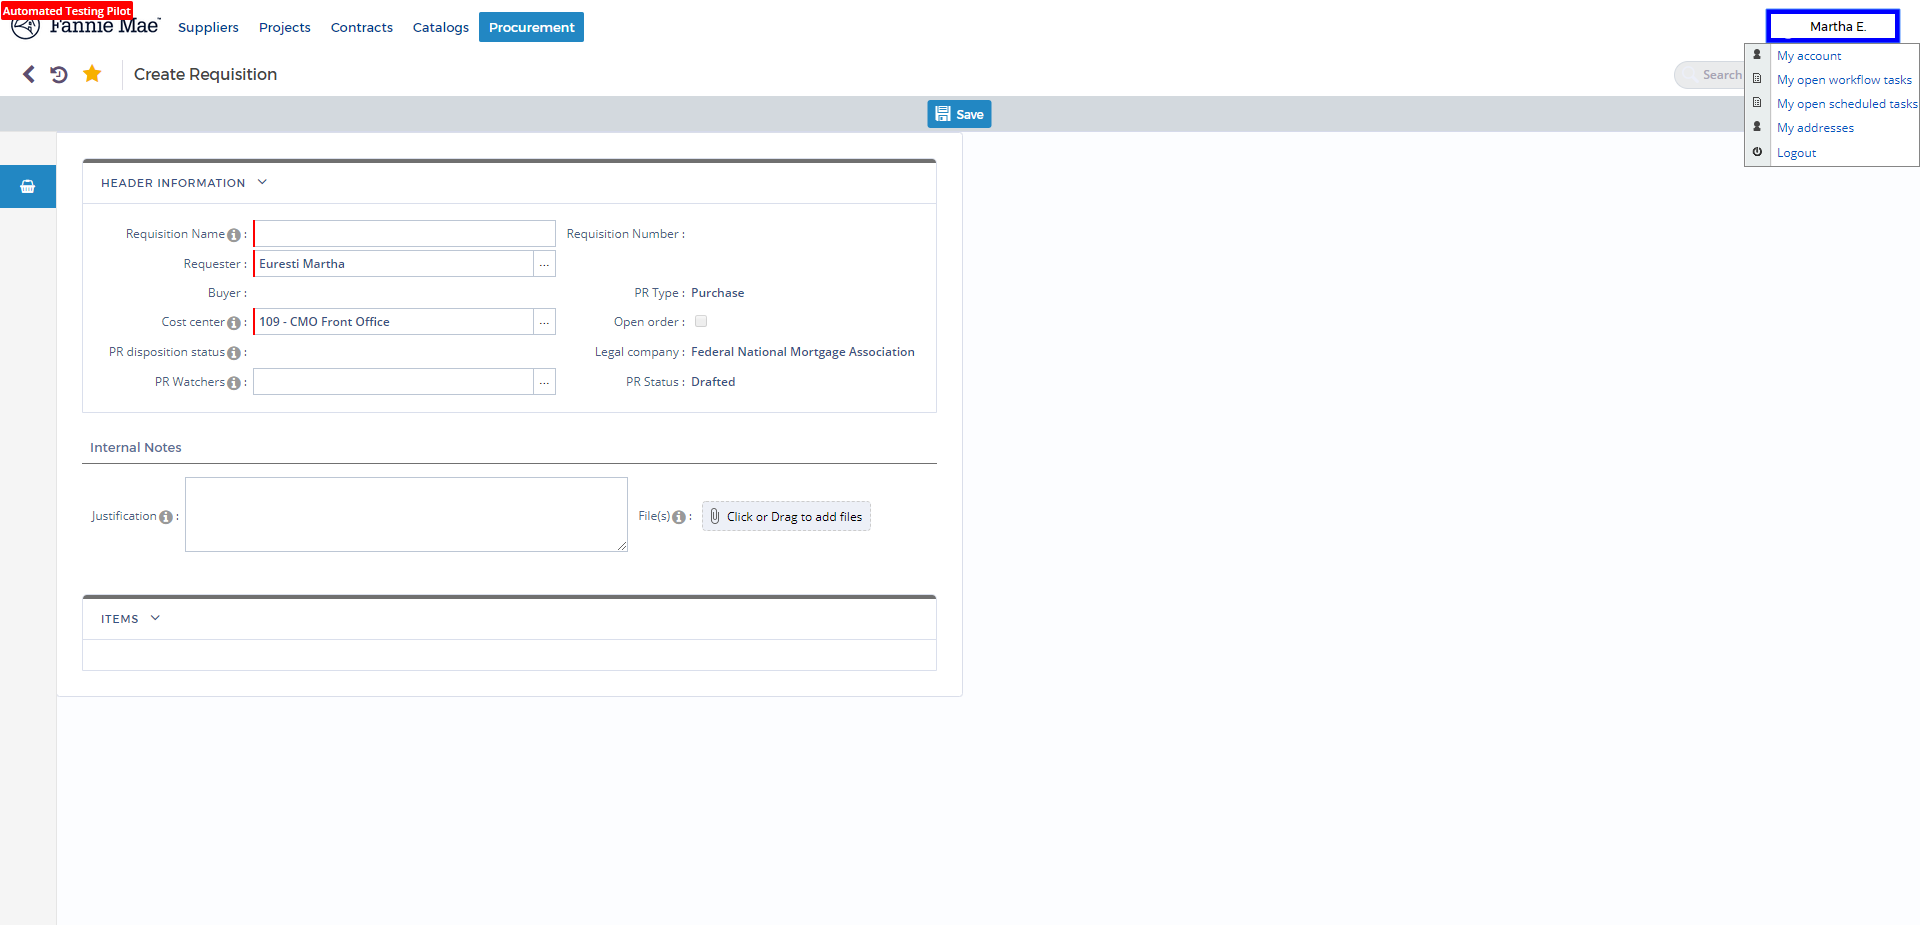 Automated Testing Pilot
Fannie Mae
Suppliers Projects Contracts Catalogs Procurement
Martha E.
Create Requisition
Search
My account
My open workflow tasks
My open scheduled tasks
My addresses
Logout
Save
HEADER INFORMATION
Requisition Name :
Requisition Number :
Requester : Euresti Martha ...
Buyer :
PR Type : Purchase
Cost center : 109 - CMO Front Office ...
Open order :
PR disposition status :
Legal company : Federal National Mortgage Association
PR Watchers : ...
PR Status : Drafted
Internal Notes
Justification :
File(s) : Click or Drag to add files
ITEMS